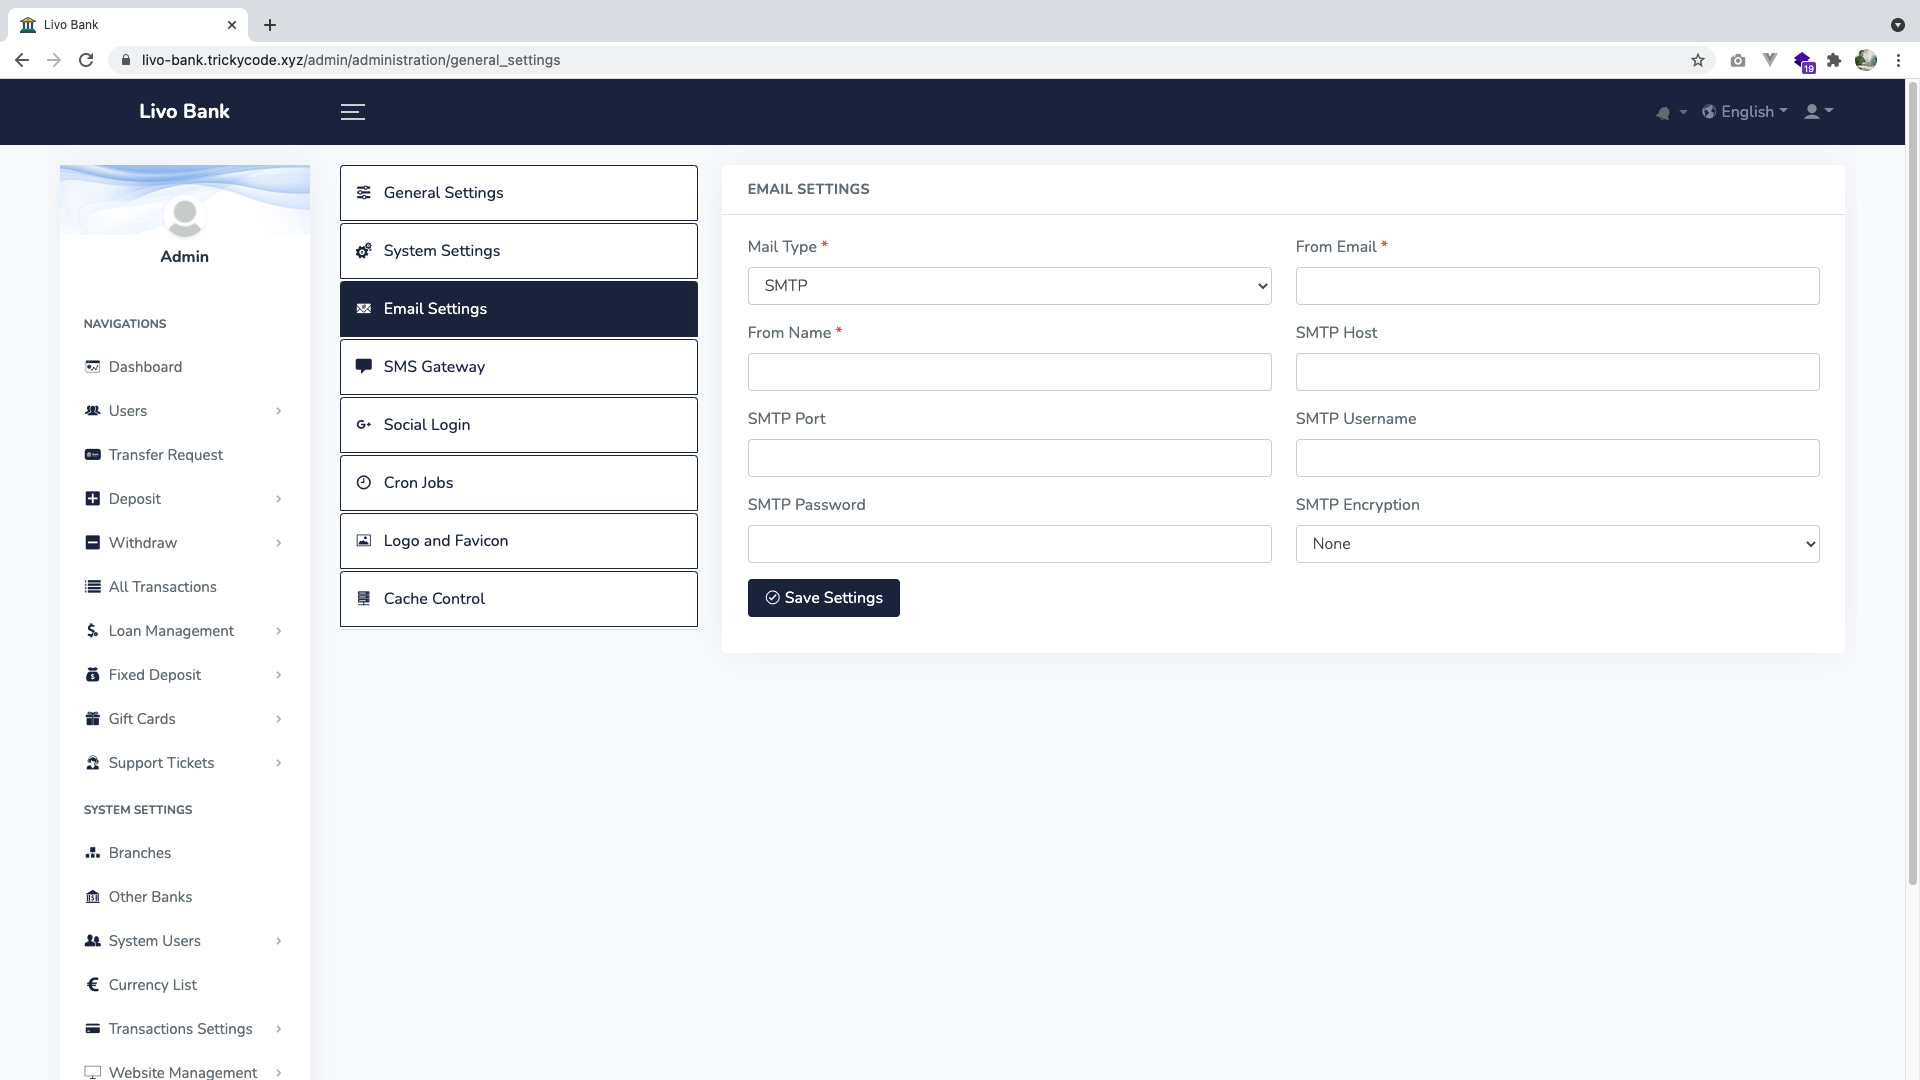 Livo Bank
livo-bank.trickycode.xyz/admin/administration/general_settings
19
Livo Bank
English
Admin
NAVIGATIONS
Dashboard
Users
Transfer Request
Deposit
Withdraw
All Transactions
Loan Management
Fixed Deposit
Gift Cards
Support Tickets
SYSTEM SETTINGS
Branches
Other Banks
System Users
Currency List
Transactions Settings
Website Management
General Settings
System Settings
Email Settings
SMS Gateway
Social Login
Cron Jobs
Logo and Favicon
Cache Control
EMAIL SETTINGS
Mail Type *
From Email *
SMTP
From Name *
SMTP Host
SMTP Port
SMTP Username
SMTP Password
SMTP Encryption
None
Save Settings